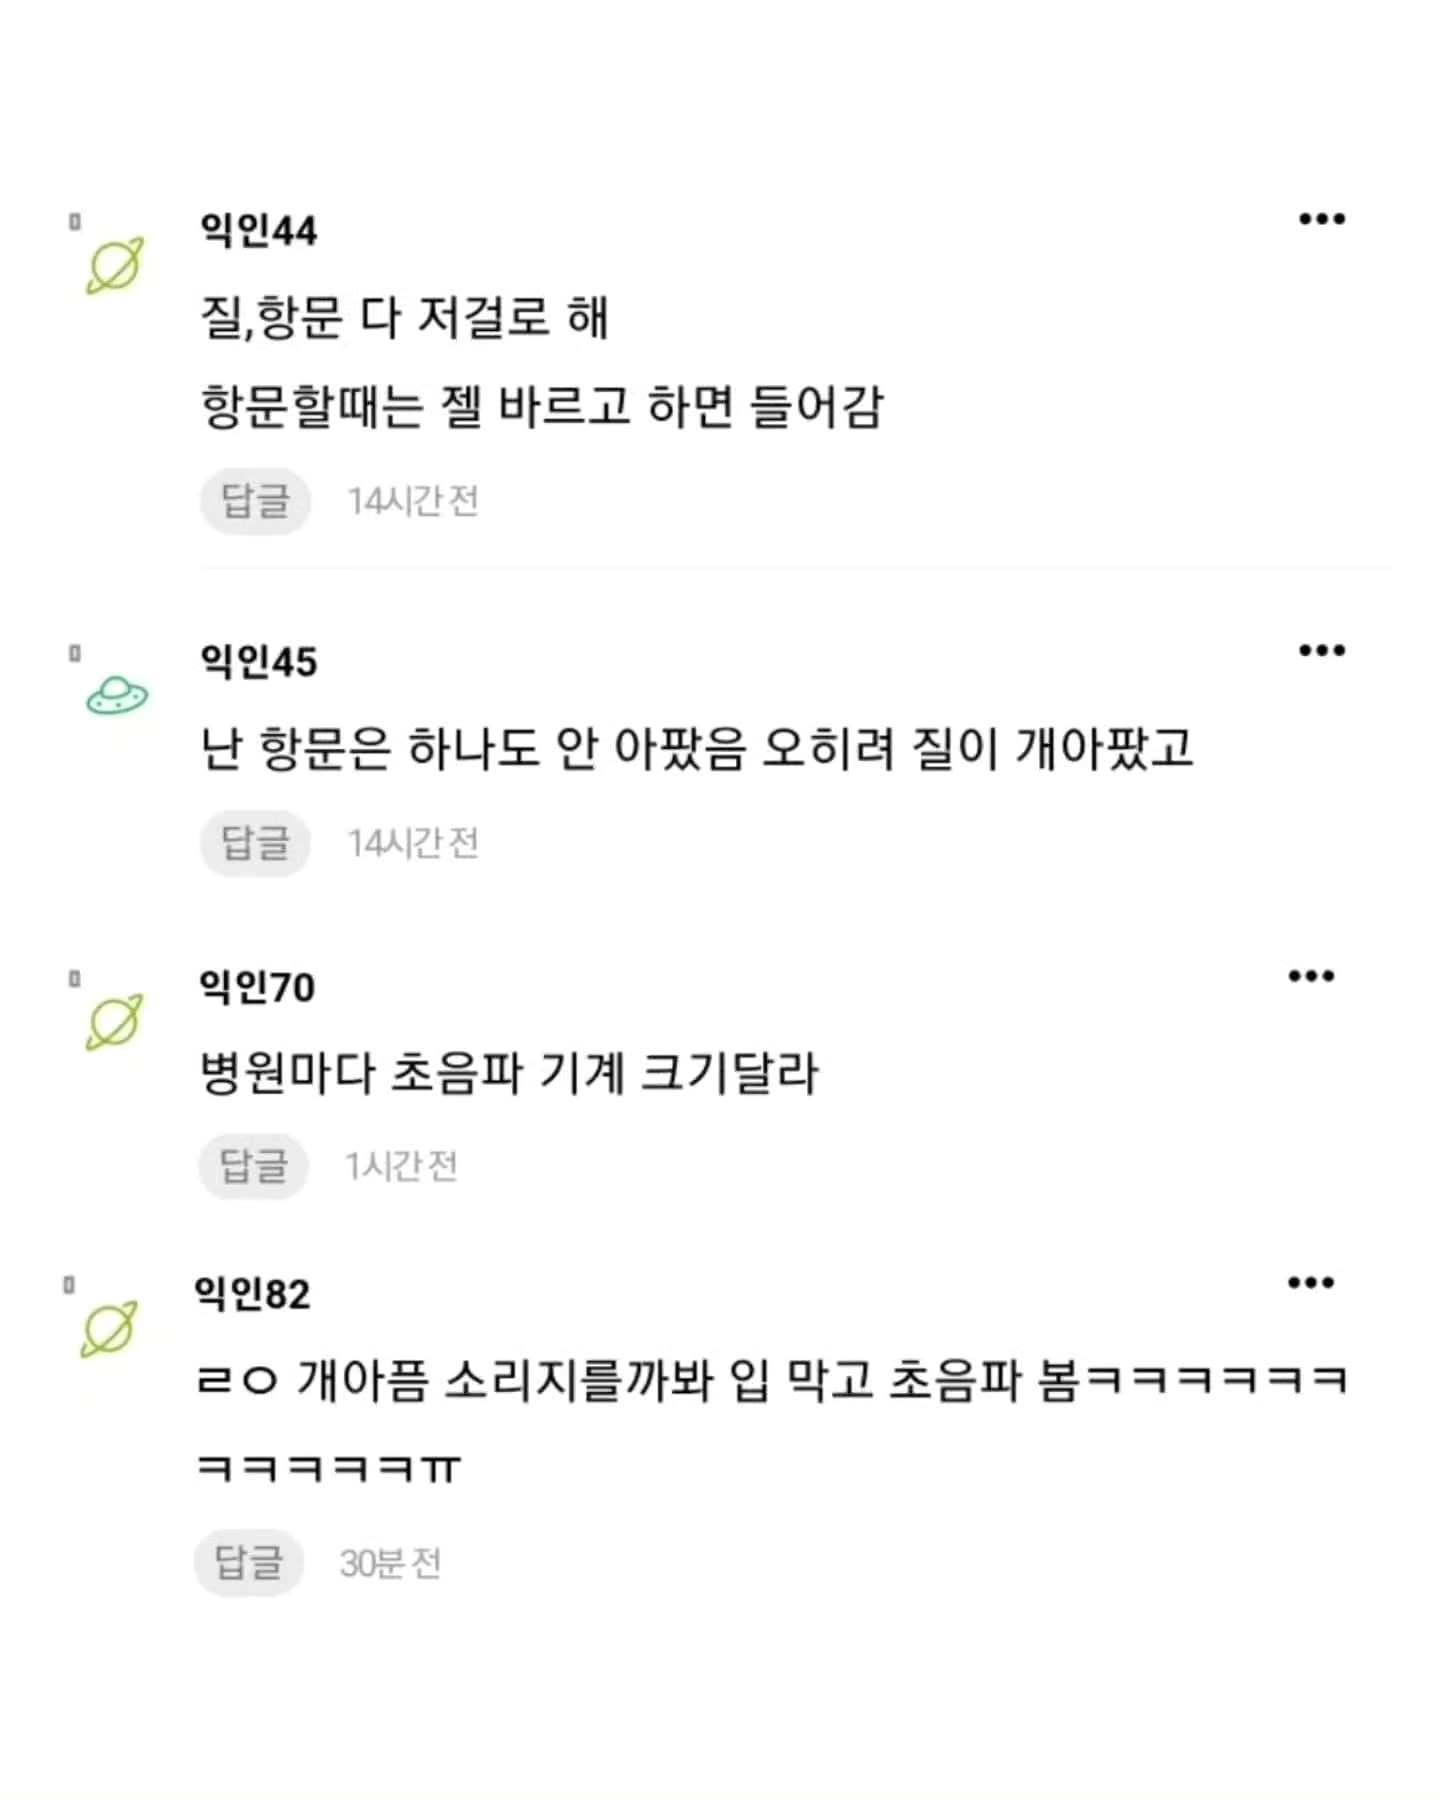 익인44
질,항문 다 저걸로 해
항문할때는 젤 바르고 하면 들어감
답글 14시간 전
익인45
난 항문은 하나도 안 아팠음 오히려 질이 개아팠고
답글 14시간 전
익인70
병원마다 초음파 기계 크기달라
답글 1시간 전
익인82
ㄹㅇ 개아픔 소리지를까봐 입 막고 초음파 봄ㅋㅋㅋㅋㅋㅋ
ㅋㅋㅋㅋㅋㅠ
답글 30분 전